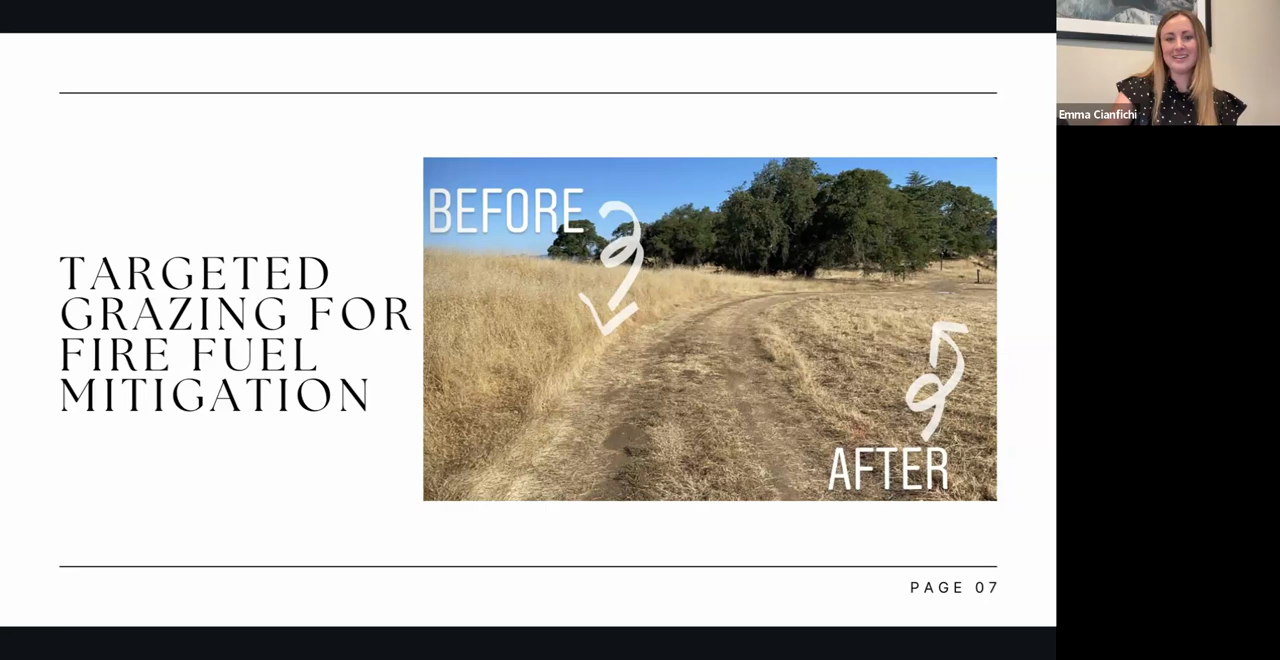 TARGETED
GRAZING FOR
FIRE FUEL
MITIGATION
BEFORE
AFTER
PAGE 07
Emma Cianfichi